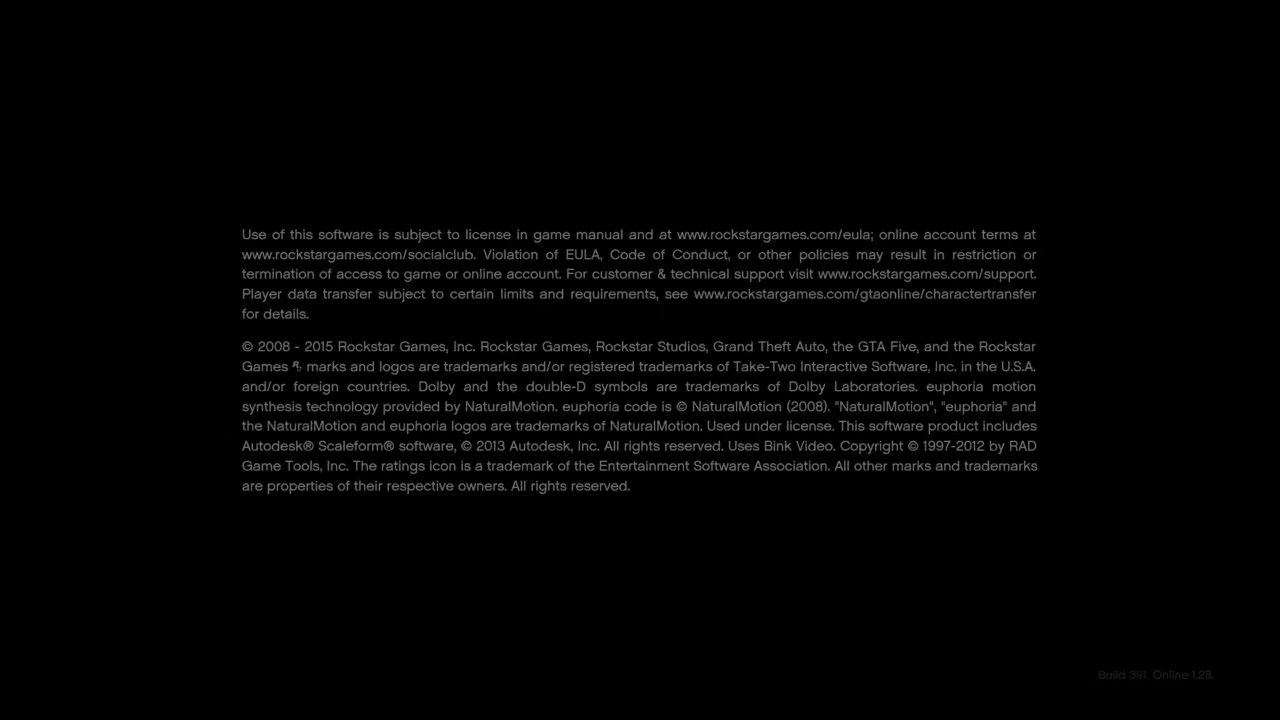 Use of this software is subject to license in game manual and at www.rockstargames.com/eula; online account terms at
www.rockstargames.com/socialclub. Violation of EULA, Code of Conduct, or other policies may result in restriction or
termination of access to game or online account. For customer & technical support visit www.rockstargames.com/support.
Player data transfer subject to certain limits and requirements, see www.rockstargames.com/gtaonline/charactertransfer
for details.
© 2008 - 2015 Rockstar Games, Inc. Rockstar Games, Rockstar Studios, Grand Theft Auto, the GTA Five, and the Rockstar
Games R* marks and logos are trademarks and/or registered trademarks of Take-Two Interactive Software, Inc. in the U.S.A.
and/or foreign countries. Dolby and the double-D symbols are trademarks of Dolby Laboratories. euphoria motion
synthesis technology provided by NaturalMotion. euphoria code is © NaturalMotion (2008). "NaturalMotion", "euphoria" and
the NaturalMotion and euphoria logos are trademarks of NaturalMotion. Used under license. This software product includes
Autodesk® Scaleform® software, © 2013 Autodesk, Inc. All rights reserved. Uses Bink Video. Copyright © 1997-2012 by RAD
Game Tools, Inc. The ratings icon is a trademark of the Entertainment Software Association. All other marks and trademarks
are properties of their respective owners. All rights reserved.
Build 391. Online 1.28.